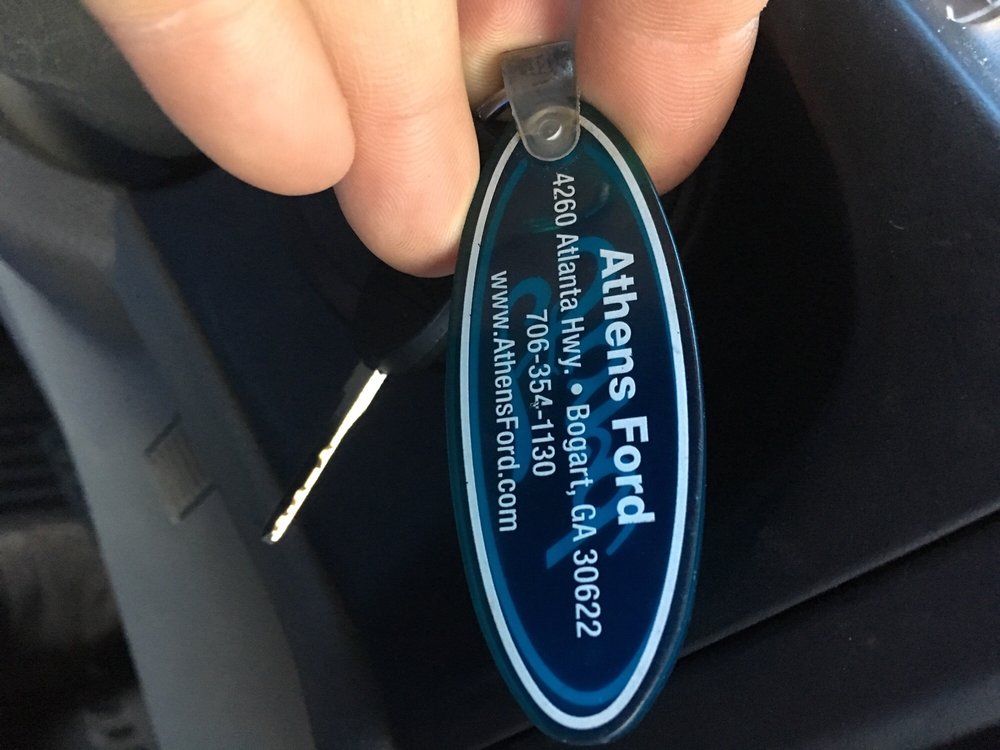 Athens Ford
4260 Atlanta Hwy. • Bogart, GA 30622
706-354-1130
www.AthensFord.com